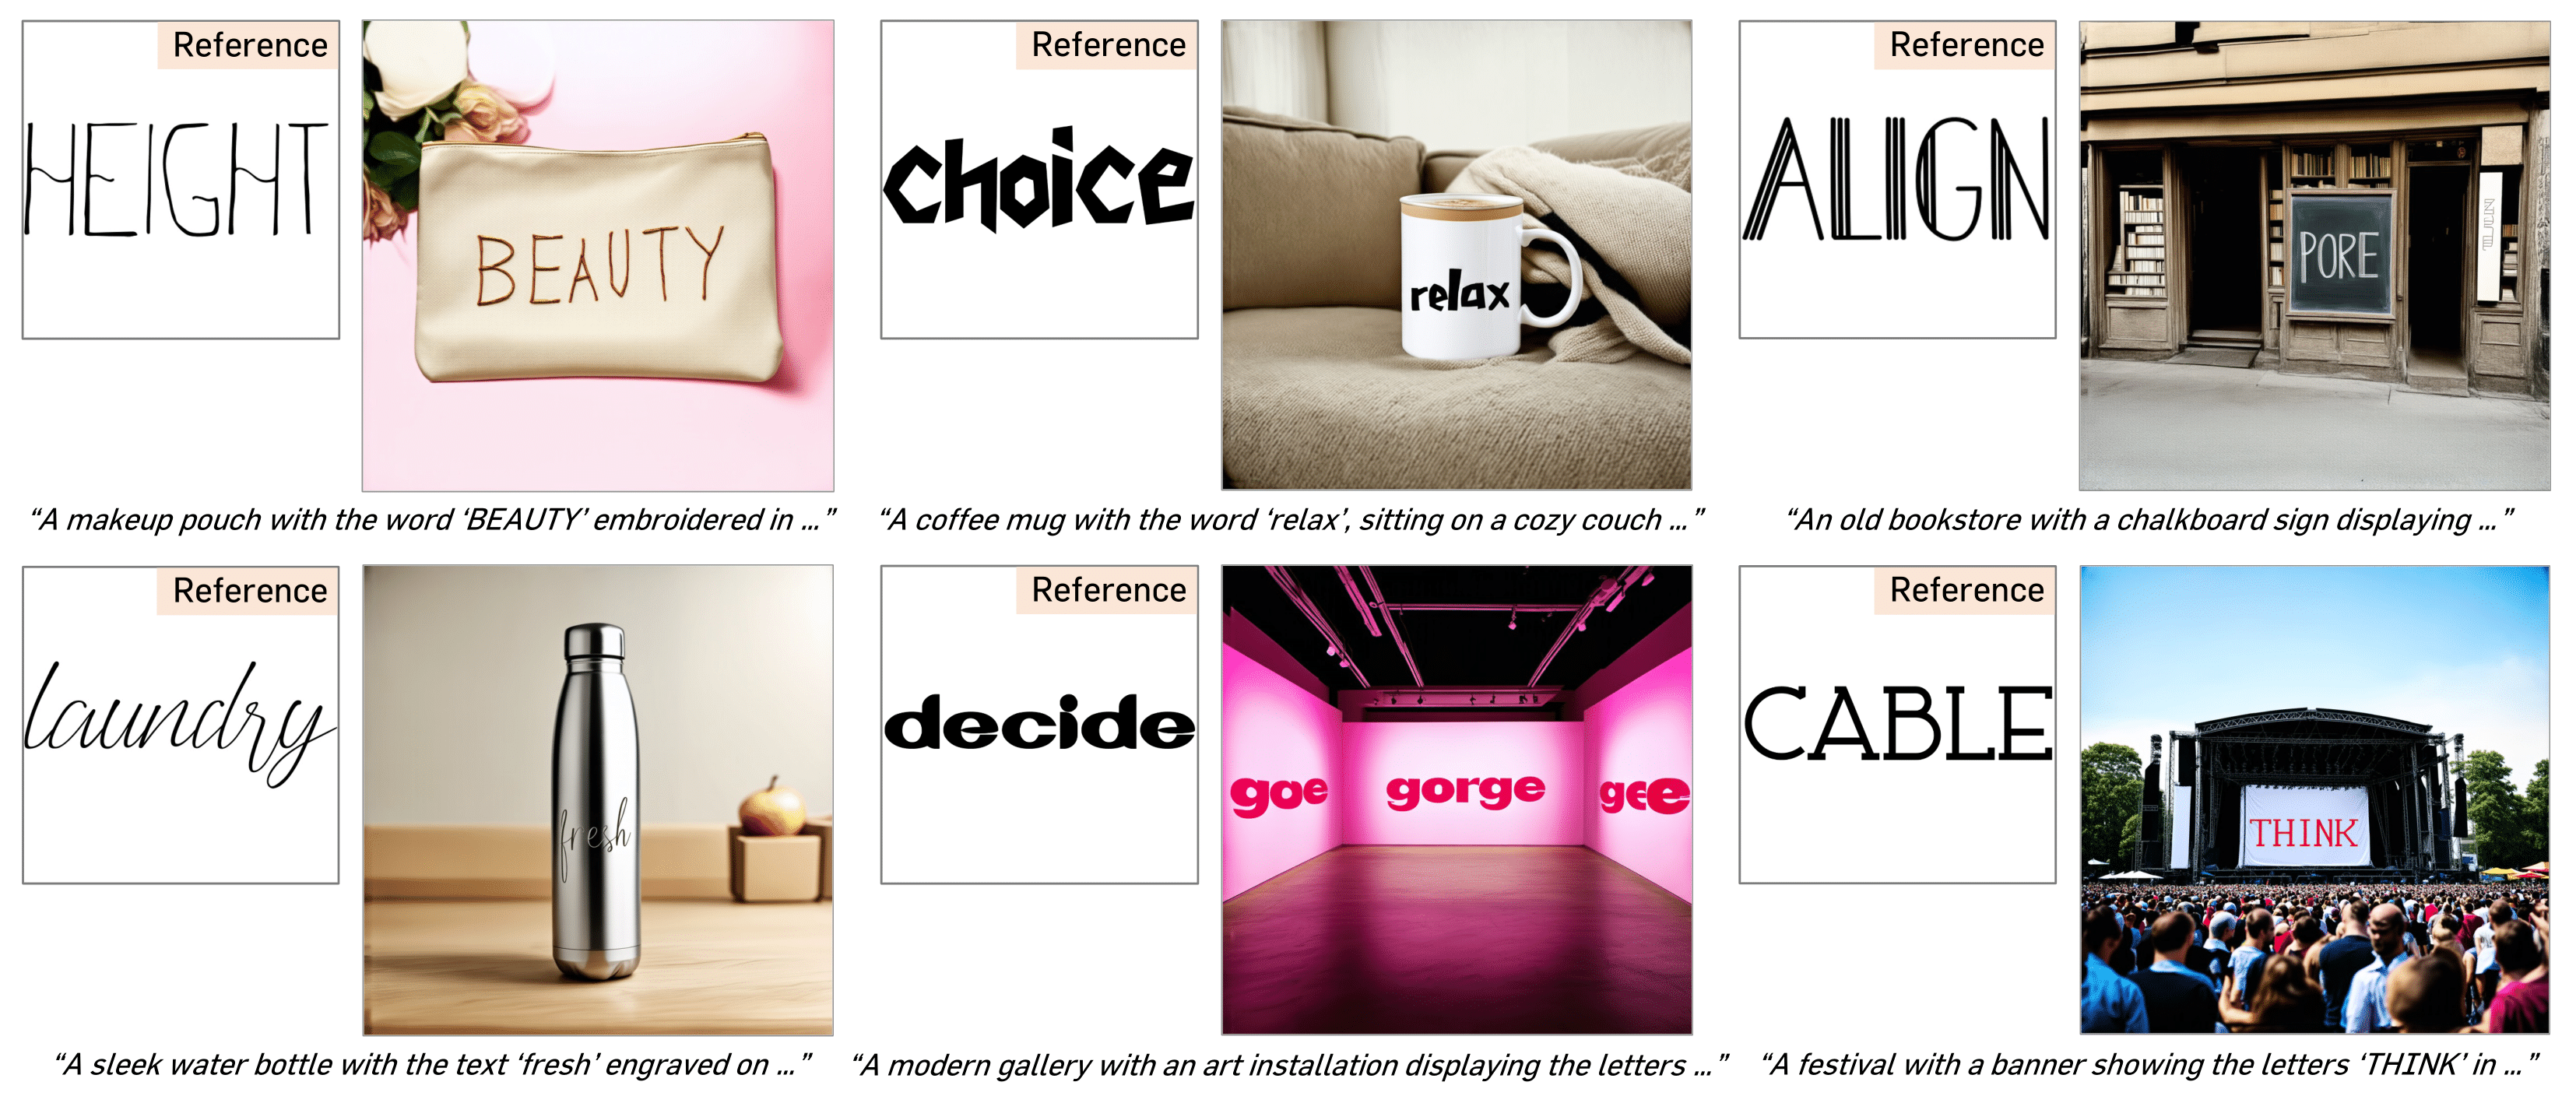 Reference
HEIGHT
BEAUTY
“A makeup pouch with the word ‘BEAUTY’ embroidered in ...”
Reference
choice
relax
“A coffee mug with the word ‘relax’, sitting on a cozy couch ...”
Reference
ALIGN
PORE
“An old bookstore with a chalkboard sign displaying ...”
Reference
laundry
fresh
“A sleek water bottle with the text ‘fresh’ engraved on ...”
Reference
decide
goe
gorge
“A modern gallery with an art installation displaying the letters ...”
Reference
CABLE
THINK
“A festival with a banner showing the letters ‘THINK’ in ...”